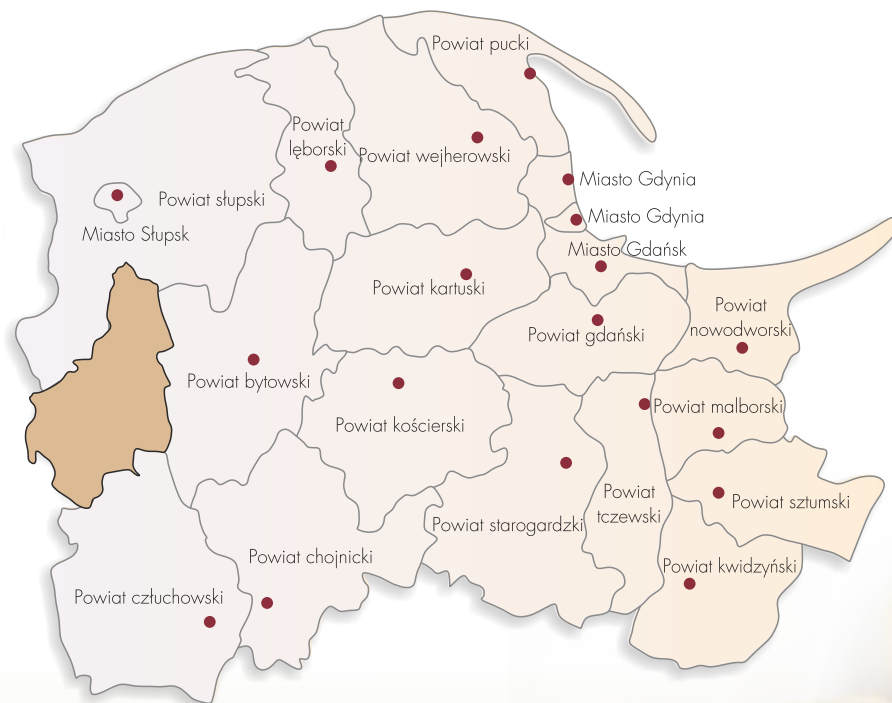 Powiat pucki
Powiat
lęborski
Powiat wejherowski
Miasto Gdynia
Powiat słupski
Miasto Gdynia
Miasto Słupsk
Miasto Gdańsk
Powiat kartuski
Powiat
nowodworski
Powiat gdański
Powiat bytowski
Powiat malborski
Powiat kościerski
Powiat
tczewski
Powiat sztumski
Powiat starogardzki
Powiat chojnicki
Powiat kwidzyński
Powiat człuchowski